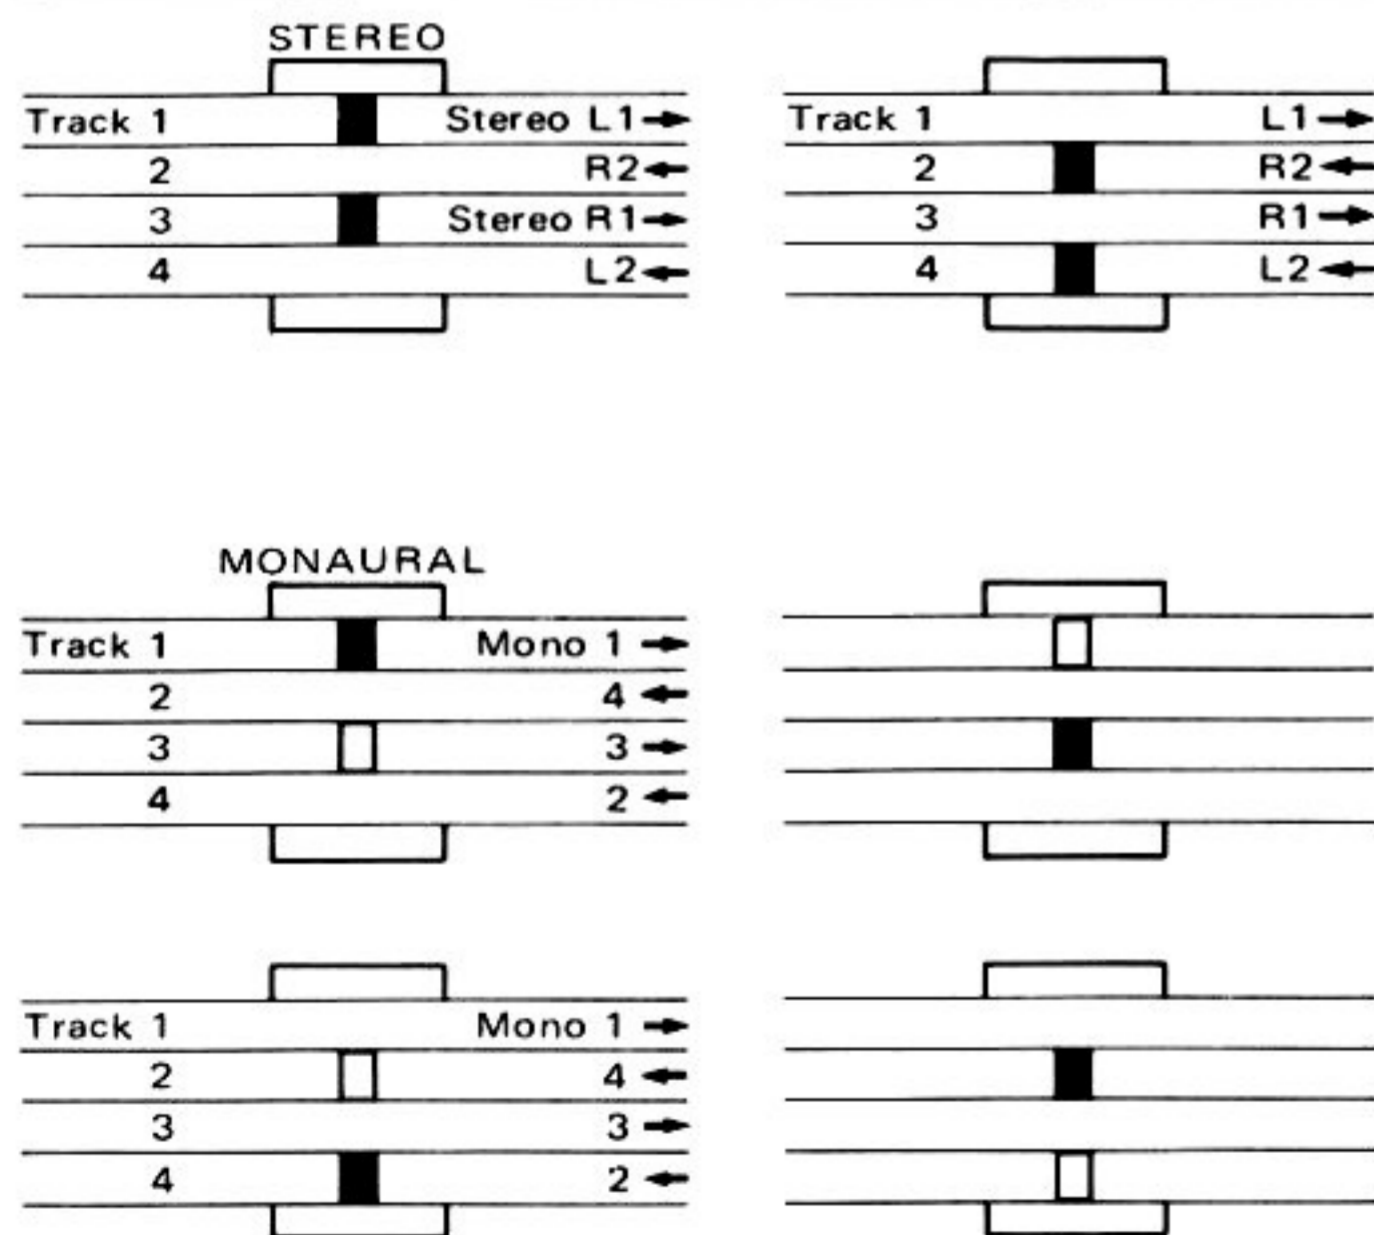 STEREO
Track 1 Stereo L1→
2 R2←
3 Stereo R1→
4 L2←
Track 1 L1→
2 R2←
3 R1→
4 L2←
MONAURAL
Track 1 Mono 1 →
2 4 ←
3 3 →
4 2 ←
Track 1 Mono 1 →
2 4 ←
3 3 →
4 2 ←